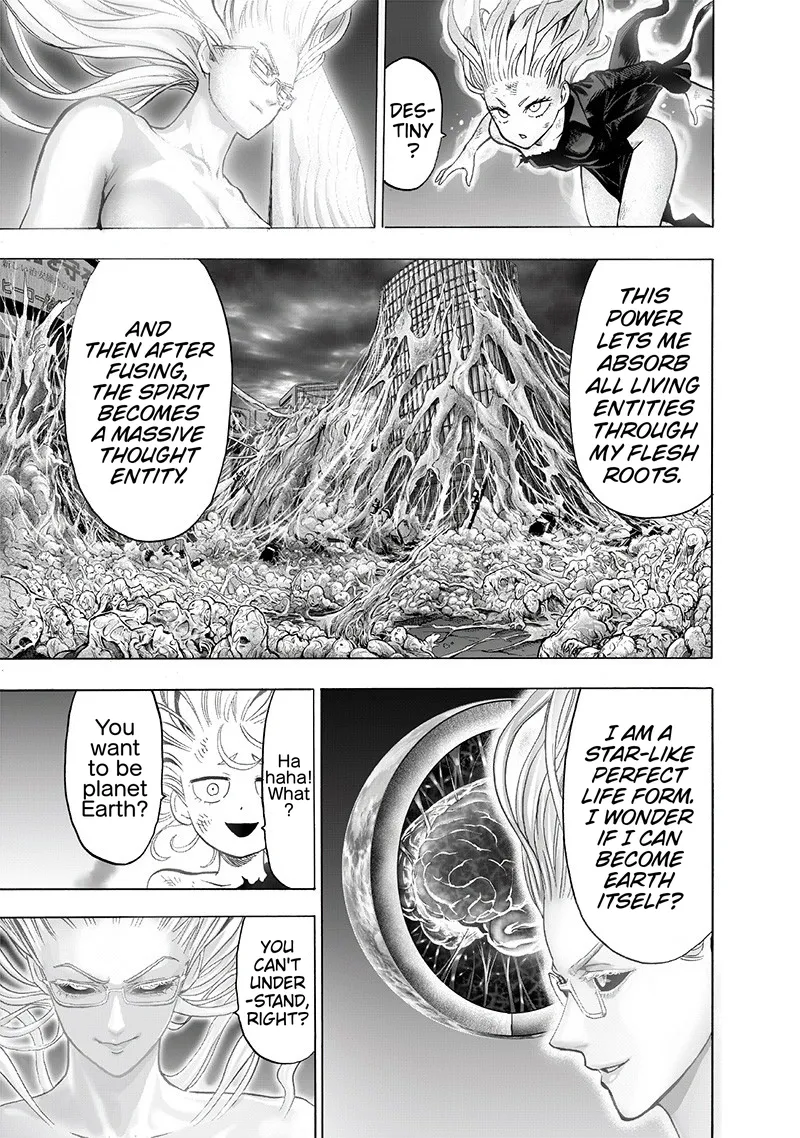 DES-
TINY
?
THIS
POWER
LETS ME
ABSORB
ALL LIVING
ENTITIES
THROUGH
MY FLESH
ROOTS.
AND
THEN AFTER
FUSING,
THE SPIRIT
BECOMES
A MASSIVE
THOUGHT
ENTITY.
I AM A
STAR-LIKE
PERFECT
LIFE FORM.
I WONDER
IF I CAN
BECOME
EARTH
ITSELF?
Ha
haha!
What
?
You
want
to be
planet
Earth?
YOU
CAN'T
UNDER
-STAND,
RIGHT?